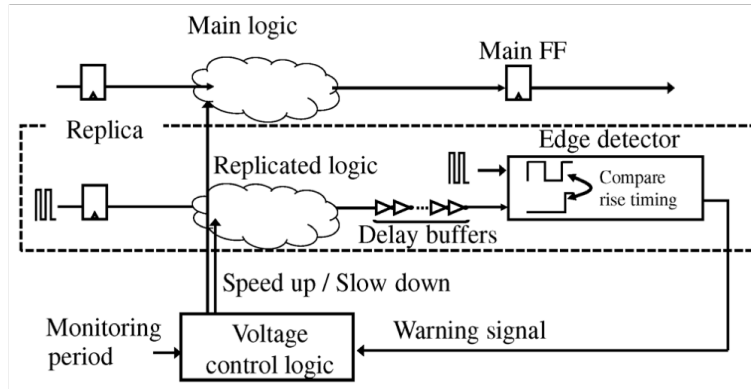 Main logic
Main FF
Replica
Edge detector
Replicated logic
Compare
rise timing
Delay buffers
Speed up / Slow down
Monitoring
period
Voltage
control logic
Warning signal